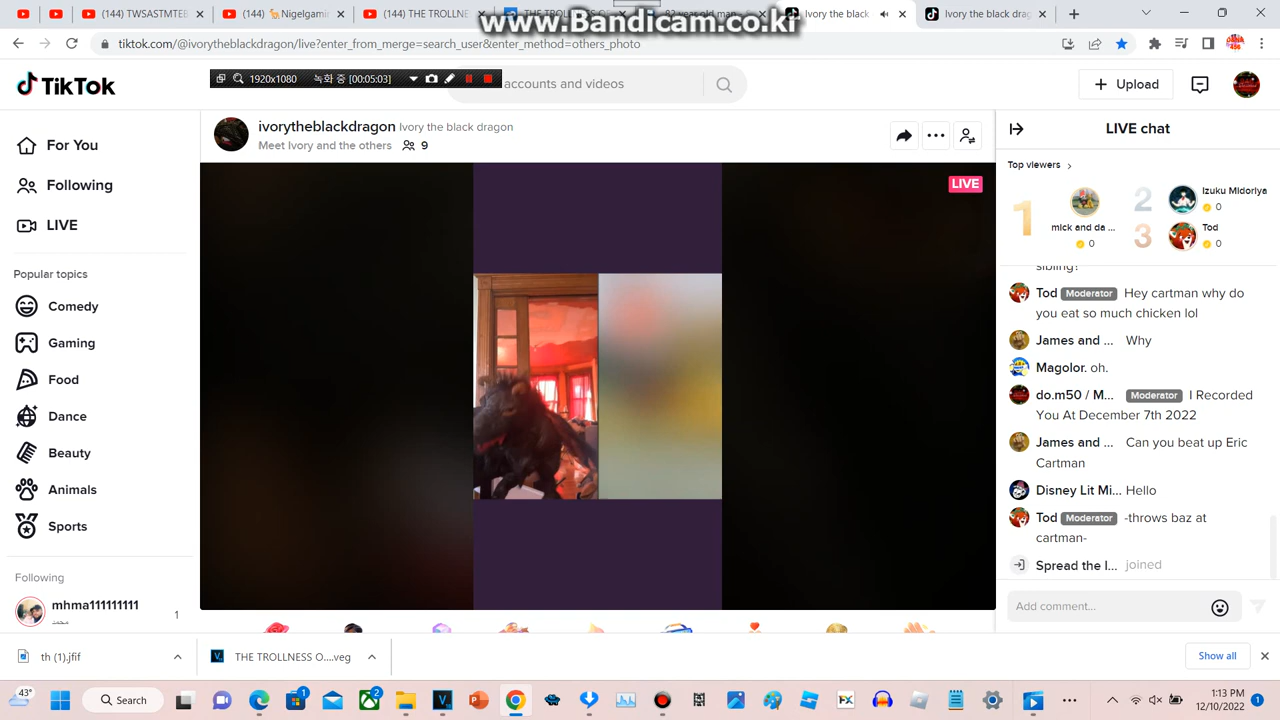 (144) TWSASTMTEB
(144) Nigelgami
(144) THE TROLLNE
www.Bandicam.co.kr
Ivory the black
Ivory the black dra
tiktok.com/@ivorytheblackdragon/live?enter_from_merge=search_user&enter_method=others_photo
1920x1080 녹화 중 [00:05:03]
TikTok
accounts and videos
Upload
For You
Following
LIVE
Popular topics
Comedy
Gaming
Food
Dance
Beauty
Animals
Sports
Following
mhma111111111
محمد
1
ivorytheblackdragon Ivory the black dragon
Meet Ivory and the others 9
LIVE
LIVE chat
Top viewers
1
mick and da ...
0
2 Izuku Midoriya
0
3 Tod
0
sibling?
Tod Moderator Hey cartman why do
you eat so much chicken lol
James and ... Why
Magolor. oh.
do.m50 / M... Moderator I Recorded
You At December 7th 2022
James and ... Can you beat up Eric
Cartman
Disney Lit Mi... Hello
Tod Moderator -throws baz at
cartman-
Spread the l... joined
Add comment...
th (1).jfif
THE TROLLNESS O....veg
Show all
43°
Search
1:13 PM
12/10/2022